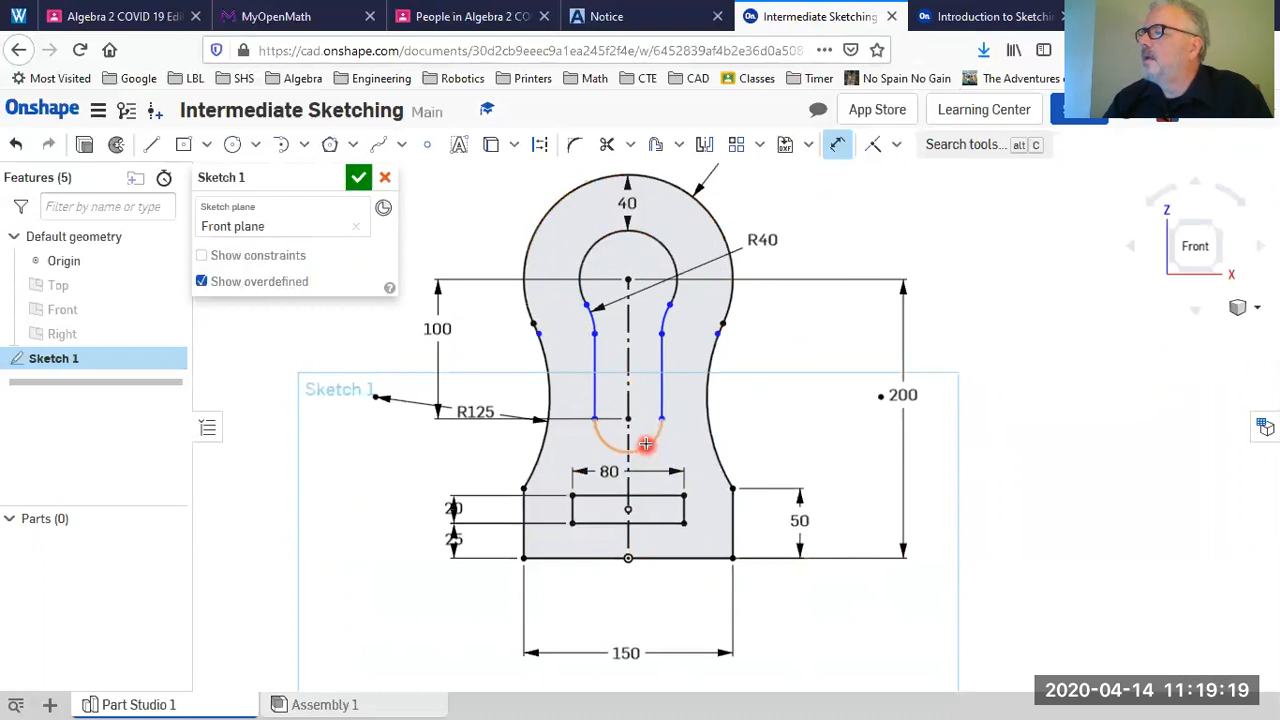 Algebra 2 COVID 19 Edi
MyOpenMath
People in Algebra 2 CO
Notice
Intermediate Sketching
Introduction to Sketchin
https://cad.onshape.com/documents/30d2cb9eeec9a1ea245f2f4e/w/6452839af4b2e36d0a508
Most Visited
Google
LBL
SHS
Algebra
Engineering
Robotics
Printers
Math
CTE
CAD
Classes
Timer
No Spain No Gain
The Adventures o
Onshape
Intermediate Sketching
Main
App Store
Learning Center
Search tools...
alt
C
Features (5)
Filter by name or type
Default geometry
Origin
Top
Front
Right
Sketch 1
Parts (0)
Sketch 1
Sketch plane
Front plane
Show constraints
Show overdefined
40
R40
100
Sketch 1
R125
200
80
20
25
50
150
Z
Front
X
Part Studio 1
Assembly 1
2020-04-14 11:19:19